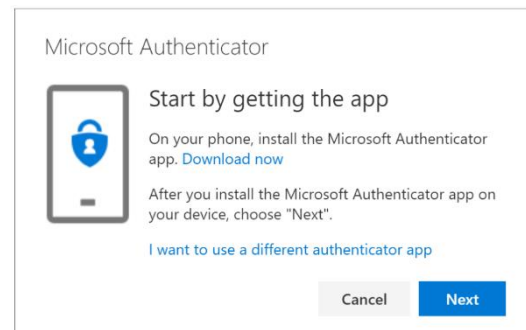 Microsoft Authenticator
Start by getting the app
On your phone, install the Microsoft Authenticator
app. Download now
After you install the Microsoft Authenticator app on
your device, choose "Next".
I want to use a different authenticator app
Cancel Next